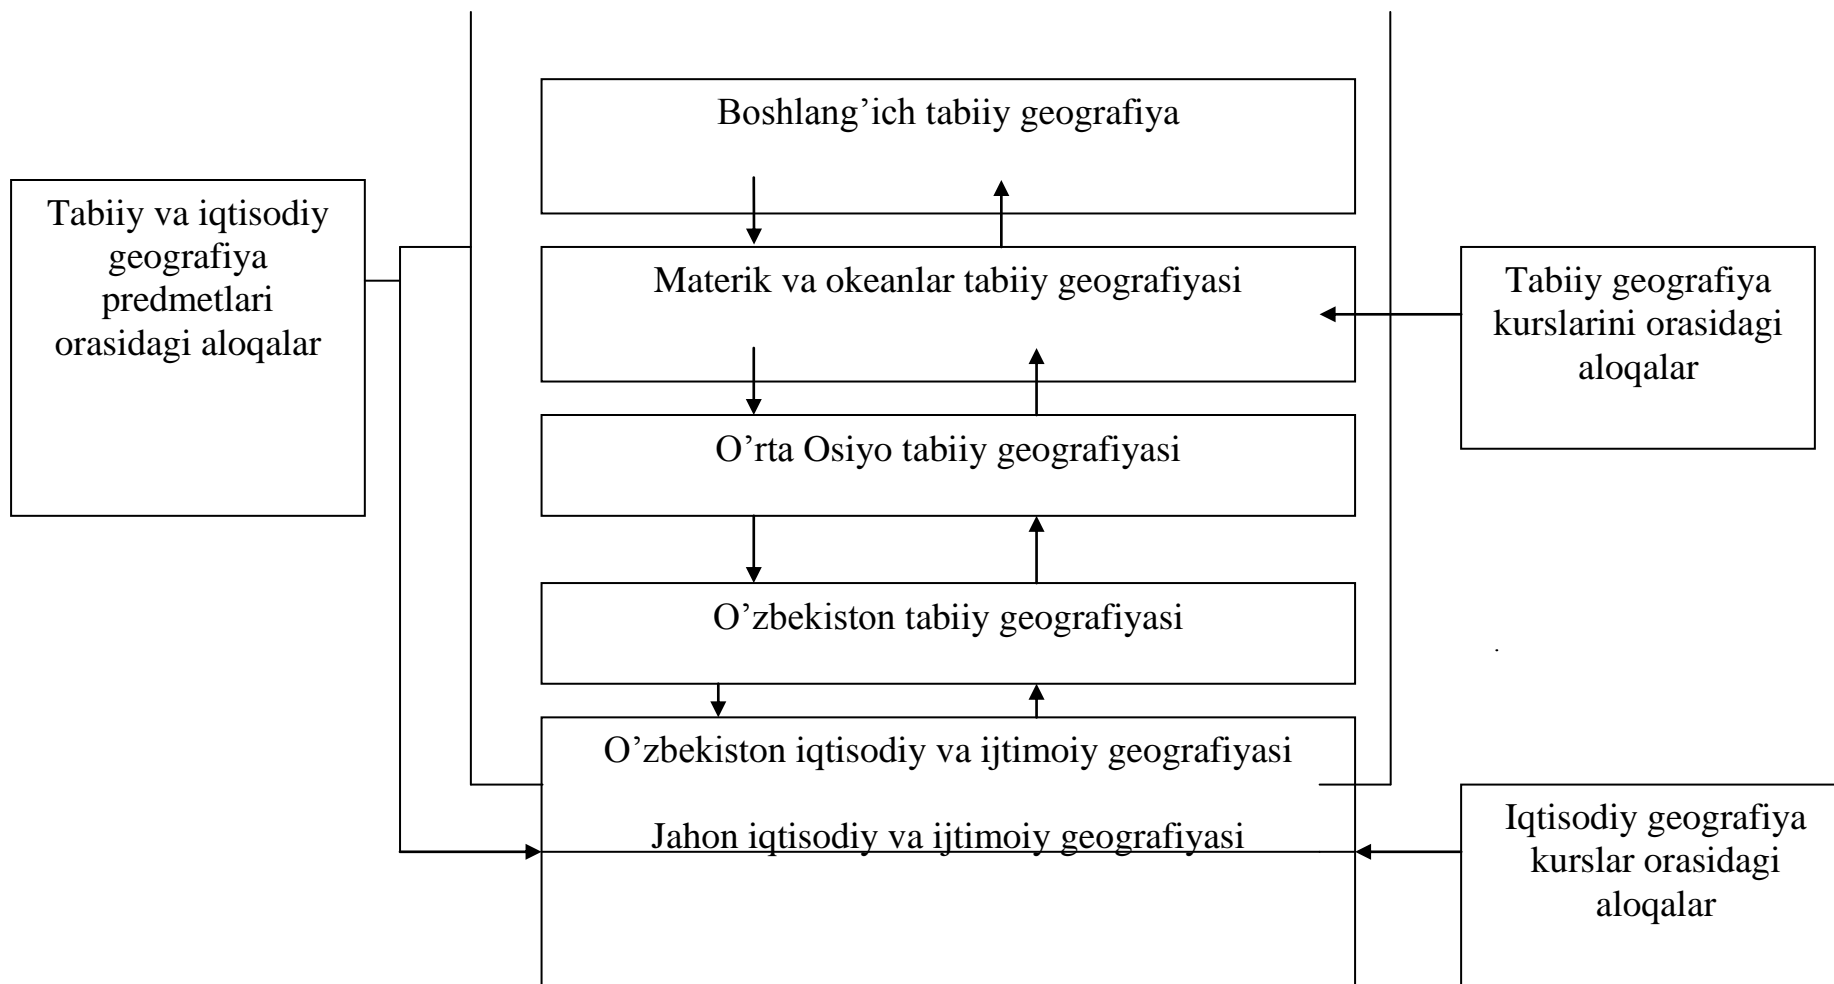 Boshlang’ich tabiiy geografiya
Tabiiy va iqtisodiy
geografiya
predmetlari
orasidagi aloqalar
Materik va okeanlar tabiiy geografiyasi
Tabiiy geografiya
kurslarini orasidagi
aloqalar
O’rta Osiyo tabiiy geografiyasi
O’zbekiston tabiiy geografiyasi
O’zbekiston iqtisodiy va ijtimoiy geografiyasi
Jahon iqtisodiy va ijtimoiy geografiyasi
Iqtisodiy geografiya
kurslar orasidagi
aloqalar